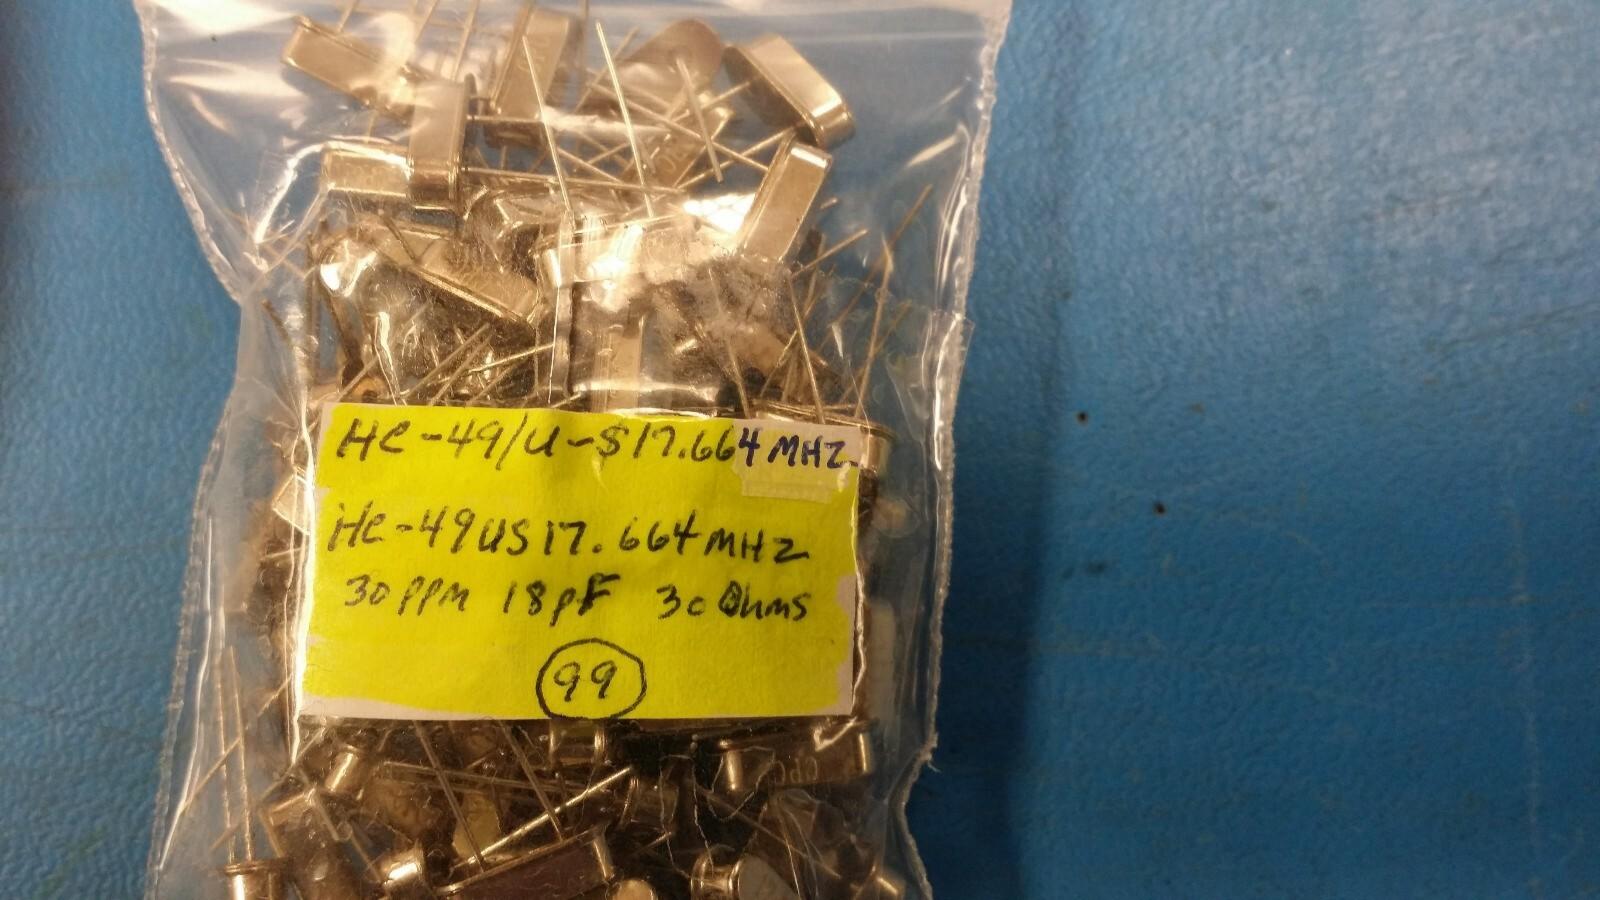 HC-49/U-S17.664MHZ
HC-49US17.664MHZ
30PPM 18pF 30 Ohms
99